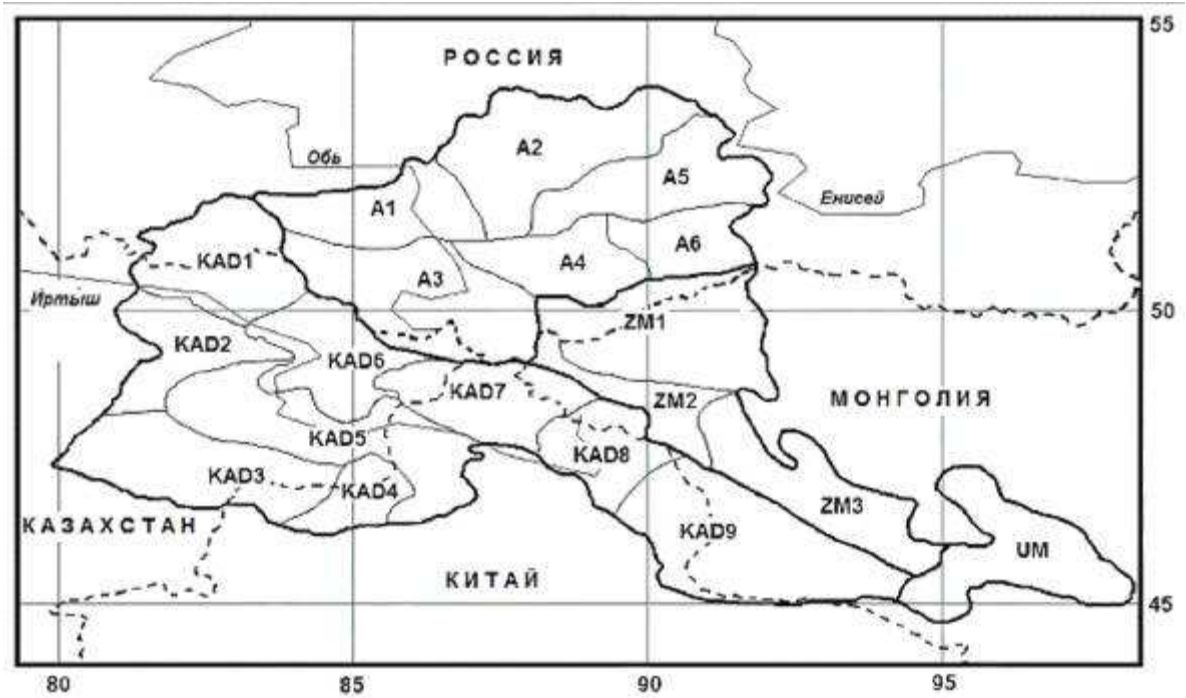 55
РОССИЯ
A2
Обь
A5
Енисей
A1
A6
KAD1
A4
A3
Иртыш
50
ZM1
KAD2
KAD6
KAD7
ZM2
МОНГОЛИЯ
KAD5
KAD8
KAD3
KAD4
ZM3
КАЗАХСТАН
KAD9
UM
КИТАЙ
45
80 85 90 95